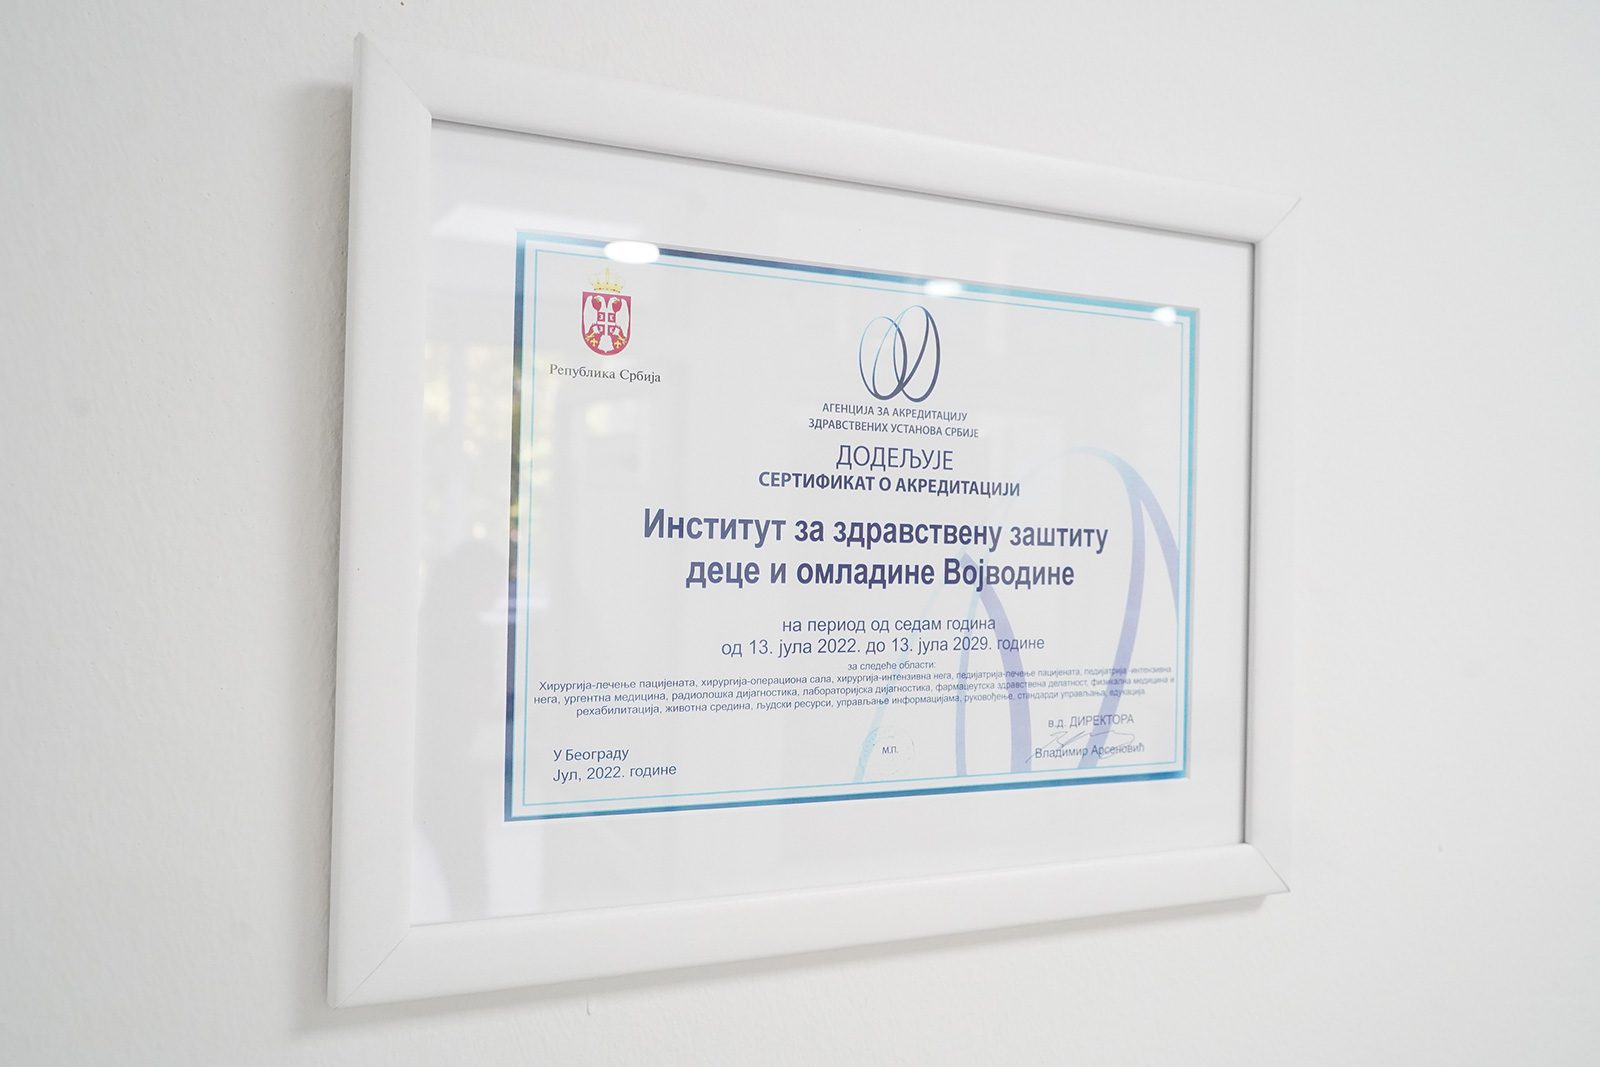 Република Србија
АГЕНЦИЈА ЗА АКРЕДИТАЦИЈУ
ЗДРАВСТВЕНИХ УСТАНОВА СРБИЈЕ
ДОДЕЉУЈЕ
СЕРТИФИКАТ О АКРЕДИТАЦИЈИ
Институт за здравствену заштиту
деце и омладине Војводине
на период од седам година
од 13. јула 2022. до 13. јула 2029. године
за следеће области:
Хирургија-лечење пацијената, хирургија-операциона сала, хирургија-интензивна нега, педијатрија-лечење пацијената, педијатрија -интензивна
нега, ургентна медицина, радиолошка дијагностика, лабораторијска дијагностика, фармацеутска здравствена делатност, физикална медицина и
рехабилитација, животна средина, људски ресурси, управљање информацијама, руковођење, стандарди управљања, едукација
в.д. ДИРЕКТОРА
Владимир Арсеновић
М.П.
У Београду
Јул, 2022. године